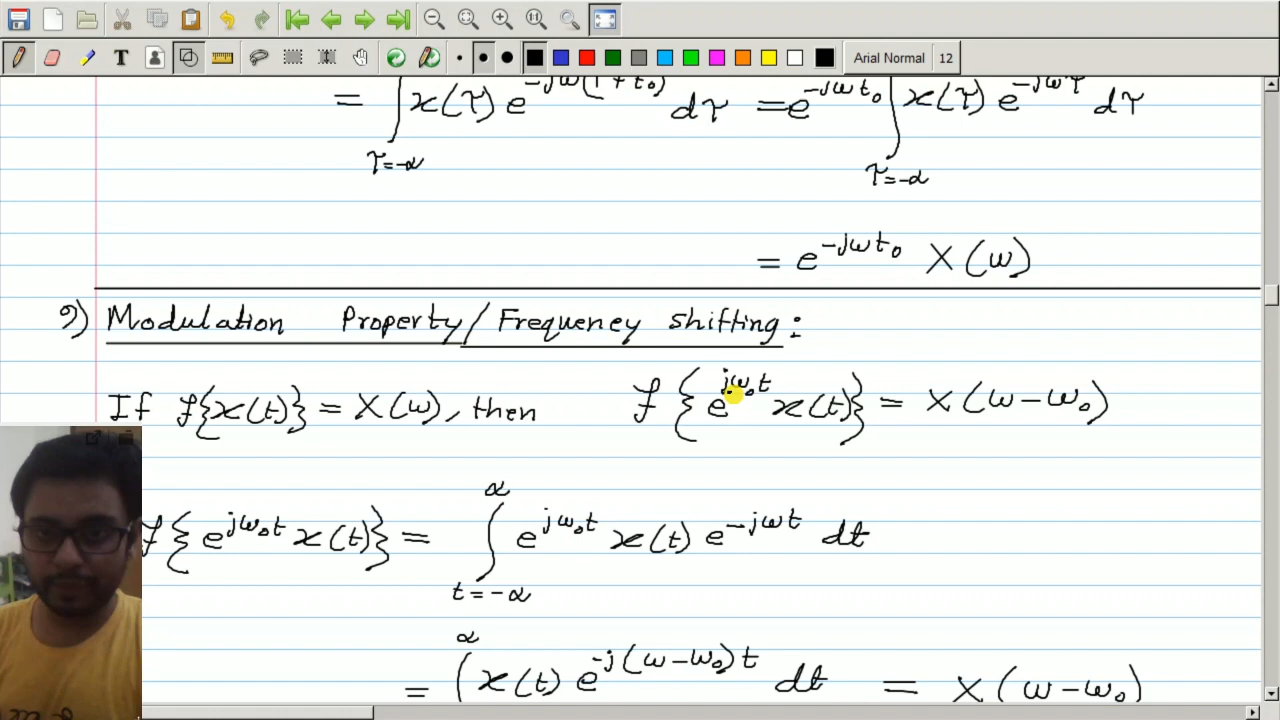 Arial Normal 12
= ∫ x(τ) e^{-jω(τ+t₀)} dτ = e^{-jωt₀} ∫ x(τ) e^{-jωτ} dτ
τ=-α τ=-α
= e^{-jωt₀} X(ω)
9) Modulation Property/Frequency shifting:
If F{x(t)} = X(ω), then F{e^{jω₀t} x(t)} = X(ω-ω₀)
α
F{e^{jω₀t} x(t)} = ∫ e^{jω₀t} x(t) e^{-jωt} dt
t=-α
α
= ∫ x(t) e^{-j(ω-ω₀)t} dt = X(ω-ω₀)